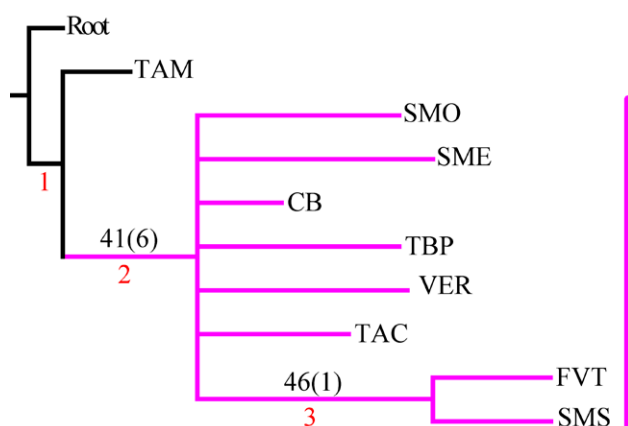 Root
TAM
SMO
SME
1
CB
41(6)
TBP
2
VER
TAC
46(1)
FVT
3
SMS